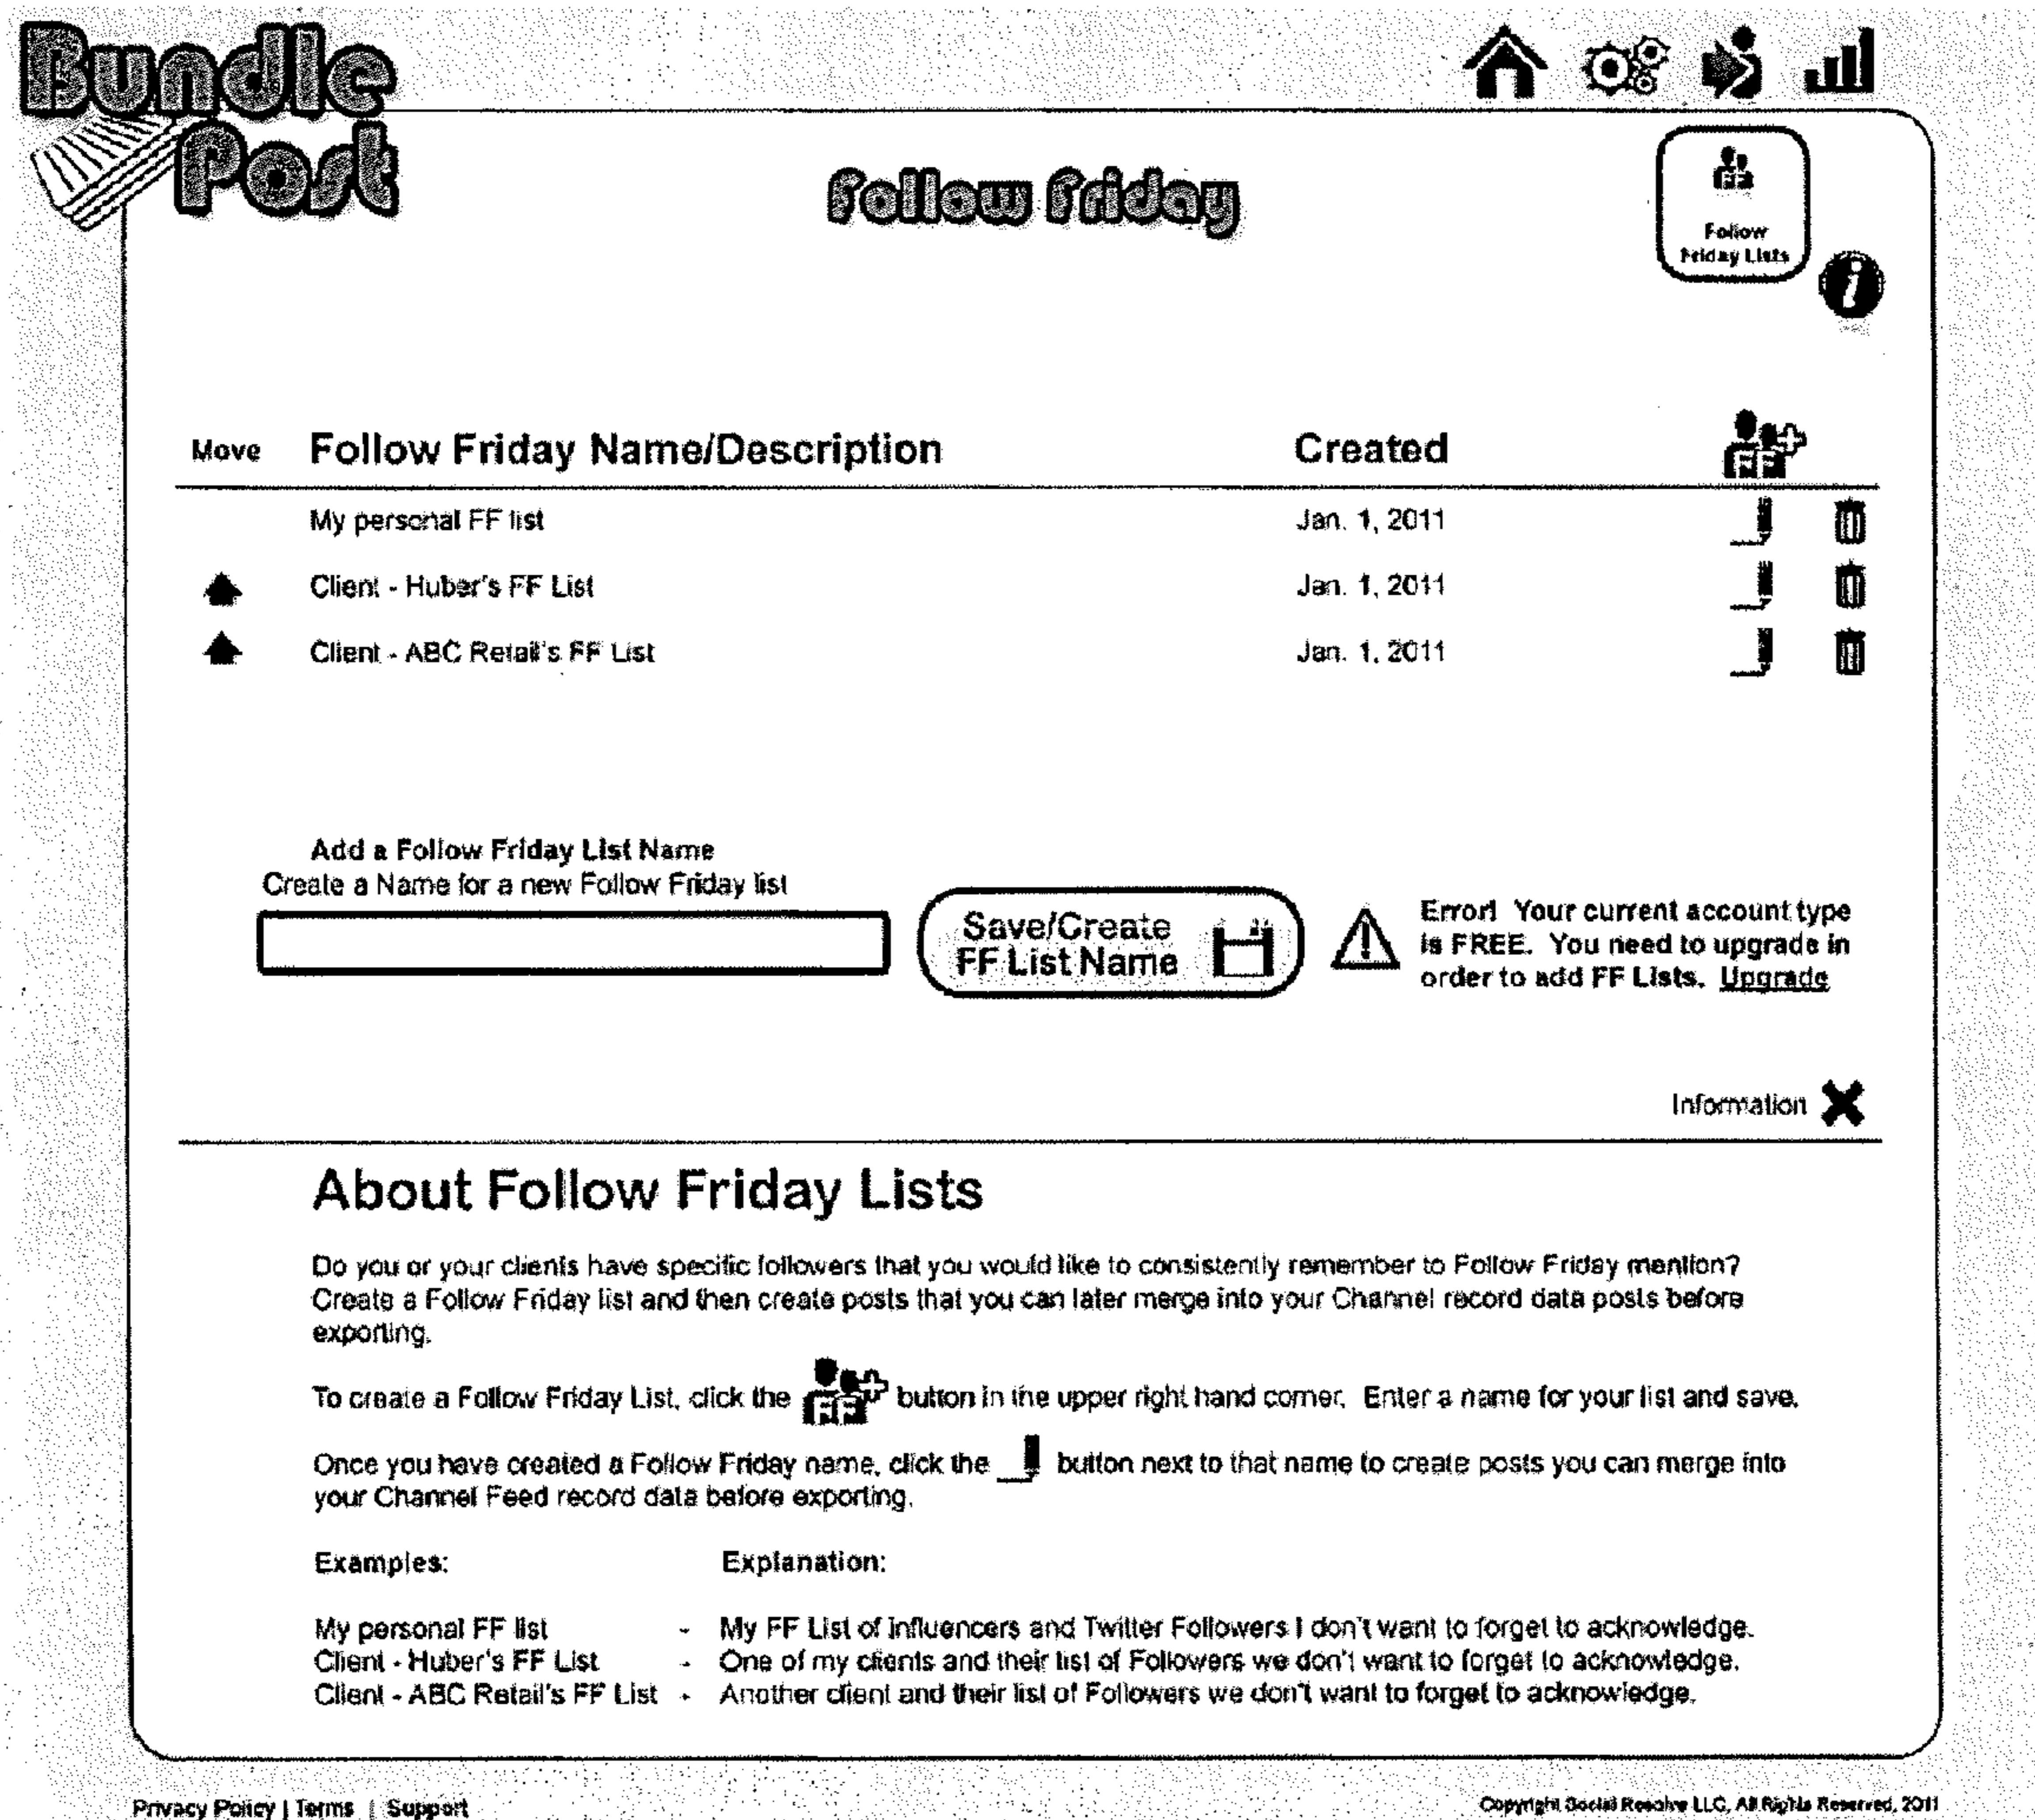 Bundle
Post
Follow Friday
FF
Follow
Friday Lists
i
Move Follow Friday Name/Description Created FF
My personal FF list Jan. 1, 2011
Client - Huber's FF List Jan. 1, 2011
Client - ABC Retail's FF List Jan. 1, 2011
Add a Follow Friday List Name
Create a Name for a new Follow Friday list
Save/Create
FF List Name
Error! Your current account type
is FREE. You need to upgrade in
order to add FF Lists. Upgrade
Information
About Follow Friday Lists
Do you or your clients have specific followers that you would like to consistently remember to Follow Friday mention?
Create a Follow Friday list and then create posts that you can later merge into your Channel record data posts before
exporting.
To create a Follow Friday List, click the FF button in the upper right hand corner. Enter a name for your list and save.
Once you have created a Follow Friday name, click the button next to that name to create posts you can merge into
your Channel Feed record data before exporting.
Examples: Explanation:
My personal FF list - My FF List of Influencers and Twitter Followers I don't want to forget to acknowledge.
Client - Huber's FF List - One of my clients and their list of Followers we don't want to forget to acknowledge.
Client - ABC Retail's FF List - Another client and their list of Followers we don't want to forget to acknowledge.
Privacy Policy | Terms | Support
Copyright Social Resolve LLC, All Rights Reserved, 2011